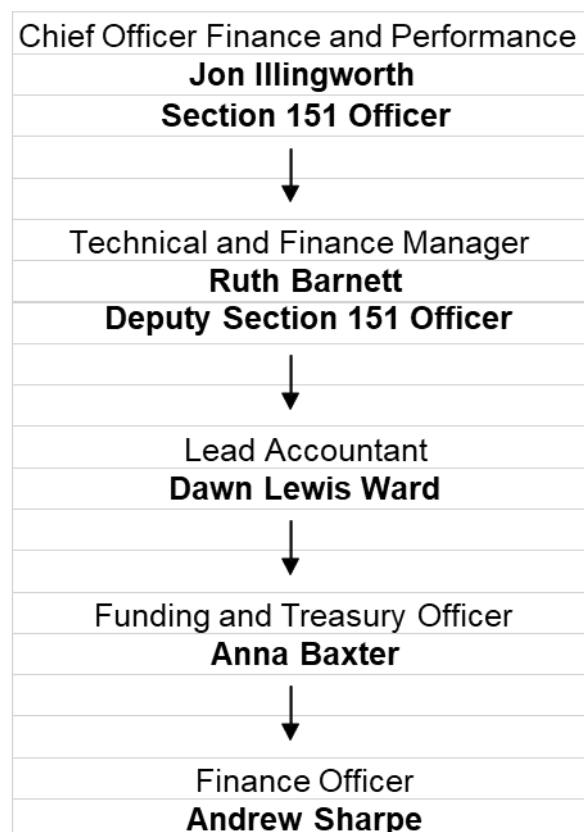 Chief Officer Finance and Performance
Jon Illingworth
Section 151 Officer
Technical and Finance Manager
Ruth Barnett
Deputy Section 151 Officer
Lead Accountant
Dawn Lewis Ward
Funding and Treasury Officer
Anna Baxter
Finance Officer
Andrew Sharpe